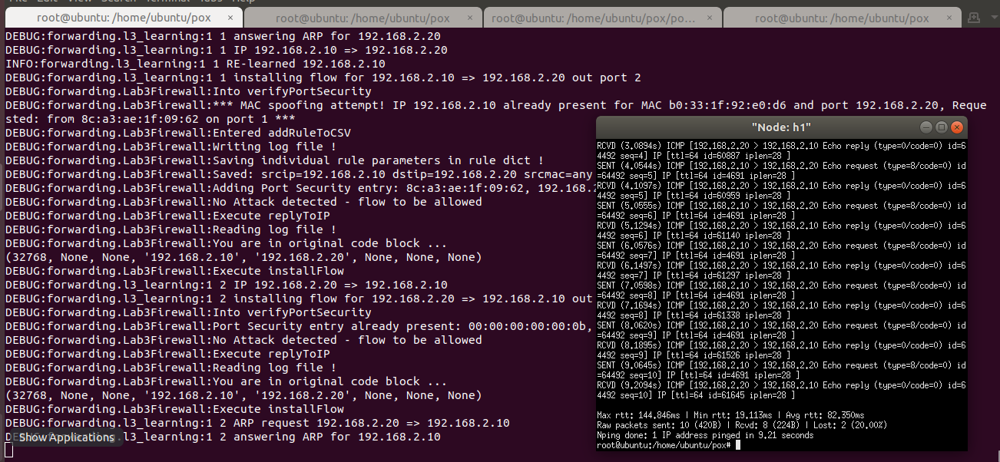 File Edit View Search Terminal Tabs Help
root@ubuntu: /home/ubuntu/pox × root@ubuntu: /home/ubuntu/pox × root@ubuntu: /home/ubuntu/pox/po... × root@ubuntu: /home/ubuntu/pox ×
DEBUG:forwarding.l3_learning:1 1 answering ARP for 192.168.2.20
DEBUG:forwarding.l3_learning:1 1 IP 192.168.2.10 => 192.168.2.20
INFO:forwarding.l3_learning:1 1 RE-learned 192.168.2.10
DEBUG:forwarding.l3_learning:1 1 installing flow for 192.168.2.10 => 192.168.2.20 out port 2
DEBUG:forwarding.Lab3Firewall:Into verifyPortSecurity
DEBUG:forwarding.Lab3Firewall:*** MAC spoofing attempt! IP 192.168.2.10 already present for MAC b0:33:1f:92:e0:d6 and port 192.168.2.20, Reque
sted: from 8c:a3:ae:1f:09:62 on port 1 ***
DEBUG:forwarding.Lab3Firewall:Entered addRuleToCSV
DEBUG:forwarding.Lab3Firewall:Writing log file !
DEBUG:forwarding.Lab3Firewall:Saving individual rule parameters in rule dict !
DEBUG:forwarding.Lab3Firewall:Saved: srcip=192.168.2.10 dstip=192.168.2.20 srcmac=any
DEBUG:forwarding.Lab3Firewall:Adding Port Security entry: 8c:a3:ae:1f:09:62, 192.168.2
DEBUG:forwarding.Lab3Firewall:No Attack detected - flow to be allowed
DEBUG:forwarding.Lab3Firewall:Execute replyToIP
DEBUG:forwarding.Lab3Firewall:Reading log file !
DEBUG:forwarding.Lab3Firewall:You are in original code block ...
(32768, None, None, '192.168.2.10', '192.168.2.20', None, None, None)
DEBUG:forwarding.Lab3Firewall:Execute installFlow
DEBUG:forwarding.l3_learning:1 2 IP 192.168.2.20 => 192.168.2.10
DEBUG:forwarding.l3_learning:1 2 installing flow for 192.168.2.20 => 192.168.2.10 out
DEBUG:forwarding.Lab3Firewall:Into verifyPortSecurity
DEBUG:forwarding.Lab3Firewall:Port Security entry already present: 00:00:00:00:00:0b,
DEBUG:forwarding.Lab3Firewall:No Attack detected - flow to be allowed
DEBUG:forwarding.Lab3Firewall:Execute replyToIP
DEBUG:forwarding.Lab3Firewall:Reading log file !
DEBUG:forwarding.Lab3Firewall:You are in original code block ...
(32768, None, None, '192.168.2.10', '192.168.2.20', None, None, None)
DEBUG:forwarding.Lab3Firewall:Execute installFlow
DEBUG:forwarding.l3_learning:1 2 ARP request 192.168.2.20 => 192.168.2.10
l3_learning:1 2 answering ARP for 192.168.2.10
Show Applications
"Node: h1"
RCVD (3.0894s) ICMP [192.168.2.20 > 192.168.2.10 Echo reply (type=0/code=0) id=6
4492 seq=4] IP [ttl=64 id=60887 iplen=28 ]
SENT (4.0544s) ICMP [192.168.2.10 > 192.168.2.20 Echo request (type=8/code=0) id
=64492 seq=5] IP [ttl=64 id=4691 iplen=28 ]
RCVD (4.1097s) ICMP [192.168.2.20 > 192.168.2.10 Echo reply (type=0/code=0) id=6
4492 seq=5] IP [ttl=64 id=60959 iplen=28 ]
SENT (5.0555s) ICMP [192.168.2.10 > 192.168.2.20 Echo request (type=8/code=0) id
=64492 seq=6] IP [ttl=64 id=4691 iplen=28 ]
RCVD (5.1294s) ICMP [192.168.2.20 > 192.168.2.10 Echo reply (type=0/code=0) id=6
4492 seq=6] IP [ttl=64 id=61140 iplen=28 ]
SENT (6.0576s) ICMP [192.168.2.10 > 192.168.2.20 Echo request (type=8/code=0) id
=64492 seq=7] IP [ttl=64 id=4691 iplen=28 ]
RCVD (6.1497s) ICMP [192.168.2.20 > 192.168.2.10 Echo reply (type=0/code=0) id=6
4492 seq=7] IP [ttl=64 id=61297 iplen=28 ]
SENT (7.0598s) ICMP [192.168.2.10 > 192.168.2.20 Echo request (type=8/code=0) id
=64492 seq=8] IP [ttl=64 id=4691 iplen=28 ]
RCVD (7.1694s) ICMP [192.168.2.20 > 192.168.2.10 Echo reply (type=0/code=0) id=6
4492 seq=8] IP [ttl=64 id=61338 iplen=28 ]
SENT (8.0620s) ICMP [192.168.2.10 > 192.168.2.20 Echo request (type=8/code=0) id
=64492 seq=9] IP [ttl=64 id=4691 iplen=28 ]
RCVD (8.1895s) ICMP [192.168.2.20 > 192.168.2.10 Echo reply (type=0/code=0) id=6
4492 seq=9] IP [ttl=64 id=61526 iplen=28 ]
SENT (9.0645s) ICMP [192.168.2.10 > 192.168.2.20 Echo request (type=8/code=0) id
=64492 seq=10] IP [ttl=64 id=4691 iplen=28 ]
RCVD (9.2094s) ICMP [192.168.2.20 > 192.168.2.10 Echo reply (type=0/code=0) id=6
4492 seq=10] IP [ttl=64 id=61645 iplen=28 ]
Max rtt: 144.846ms | Min rtt: 19.113ms | Avg rtt: 82.350ms
Raw packets sent: 10 (420B) | Rcvd: 8 (224B) | Lost: 2 (20.00%)
Nping done: 1 IP address pinged in 9.21 seconds
root@ubuntu:/home/ubuntu/pox#